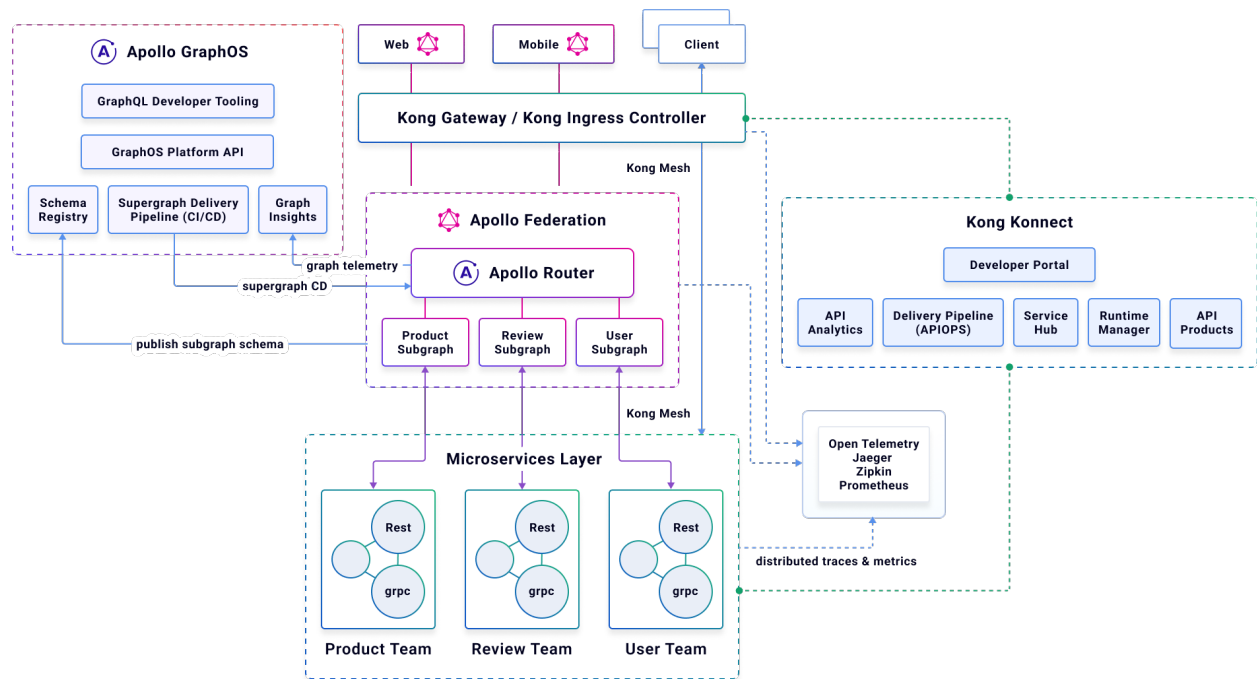 Apollo GraphOS
GraphQL Developer Tooling
GraphOS Platform API
Schema
Registry
Supergraph Delivery
Pipeline (CI/CD)
Graph
Insights
Web
Mobile
Client
Kong Gateway / Kong Ingress Controller
Kong Mesh
Apollo Federation
Apollo Router
graph telemetry
supergraph CD
publish subgraph schema
Product
Subgraph
Review
Subgraph
User
Subgraph
Kong Mesh
Kong Konnect
Developer Portal
API
Analytics
Delivery Pipeline
(APIOPS)
Service
Hub
Runtime
Manager
API
Products
Open Telemetry
Jaeger
Zipkin
Prometheus
distributed traces & metrics
Microservices Layer
Rest
grpc
Rest
grpc
Rest
grpc
Product Team
Review Team
User Team